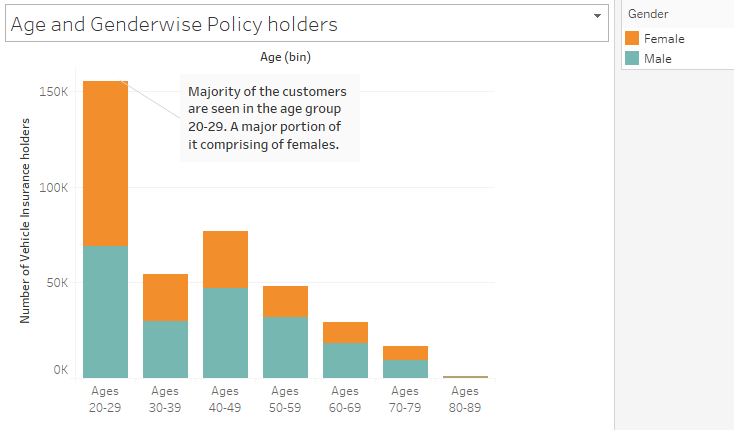 Age and Genderwise Policy holders
Gender
Female
Male
Age (bin)
Number of Vehicle Insurance holders
150K
100K
50K
0K
Majority of the customers
are seen in the age group
20-29. A major portion of
it comprising of females.
Ages 20-29
Ages 30-39
Ages 40-49
Ages 50-59
Ages 60-69
Ages 70-79
Ages 80-89